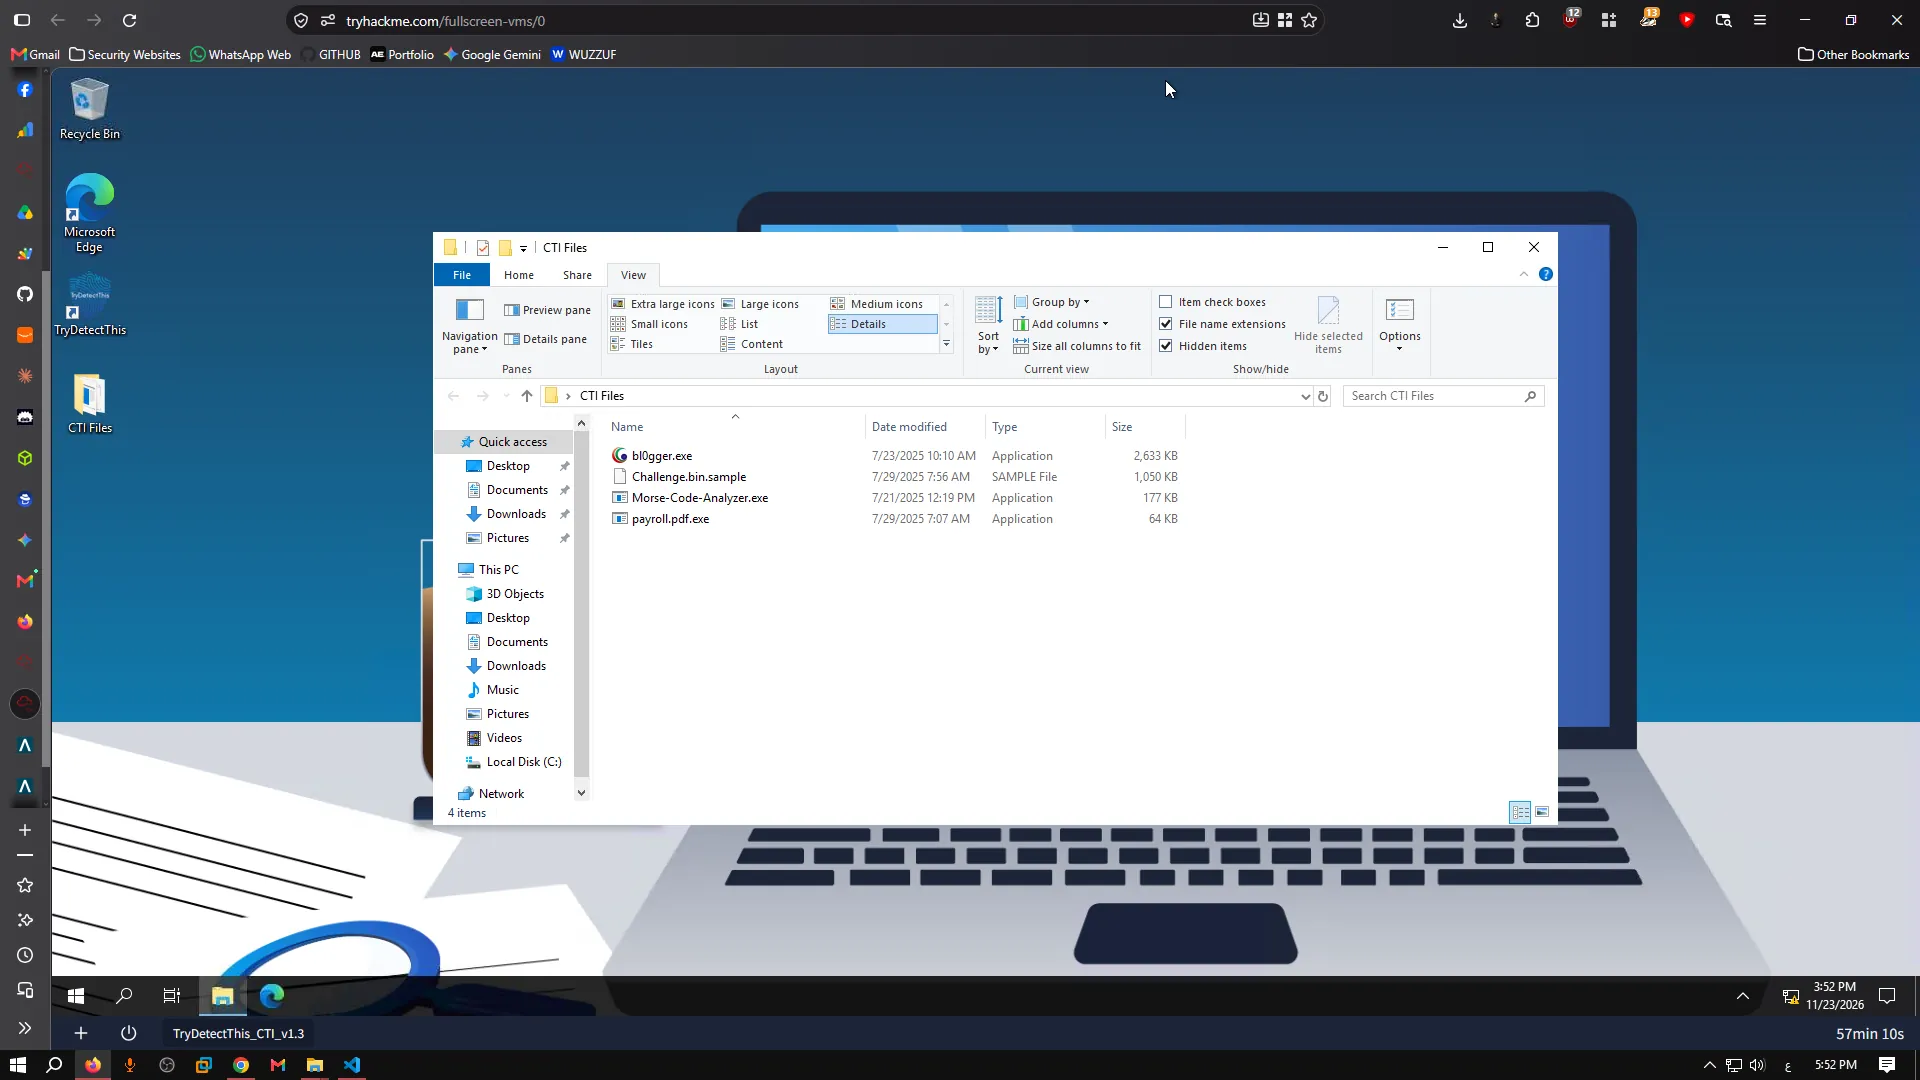 tryhackme.com/fullscreen-vms/0
12
13
Gmail
Security Websites
WhatsApp Web
GITHUB
AE Portfolio
Google Gemini
W WUZZUF
Other Bookmarks
Recycle Bin
Microsoft
Edge
TryDetectThis
TryDetectThis
CTI Files
CTI Files
File
Home
Share
View
Navigation
pane
Preview pane
Details pane
Panes
Extra large icons
Large icons
Medium icons
Small icons
List
Details
Tiles
Content
Layout
Sort
by
Group by
Add columns
Size all columns to fit
Current view
Item check boxes
File name extensions
Hidden items
Hide selected
items
Show/hide
Options
CTI Files
Search CTI Files
Name
Date modified
Type
Size
bl0gger.exe 7/23/2025 10:10 AM Application 2,633 KB
Challenge.bin.sample 7/29/2025 7:56 AM SAMPLE File 1,050 KB
Morse-Code-Analyzer.exe 7/21/2025 12:19 PM Application 177 KB
payroll.pdf.exe 7/29/2025 7:07 AM Application 64 KB
Quick access
Desktop
Documents
Downloads
Pictures
This PC
3D Objects
Desktop
Documents
Downloads
Music
Pictures
Videos
Local Disk (C:)
Network
4 items
3:52 PM
11/23/2026
TryDetectThis_CTI_v1.3
57min 10s
ع
5:52 PM